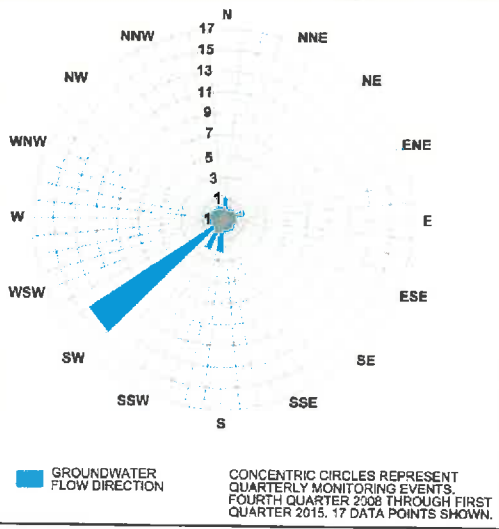 N
NNW
NNE
17
15
13
11
9
7
5
3
1
1
NW
NE
WNW
ENE
W
E
WSW
ESE
SW
SE
SSW
SSE
S
GROUNDWATER
FLOW DIRECTION
CONCENTRIC CIRCLES REPRESENT
QUARTERLY MONITORING EVENTS.
FOURTH QUARTER 2008 THROUGH FIRST
QUARTER 2015. 17 DATA POINTS SHOWN.